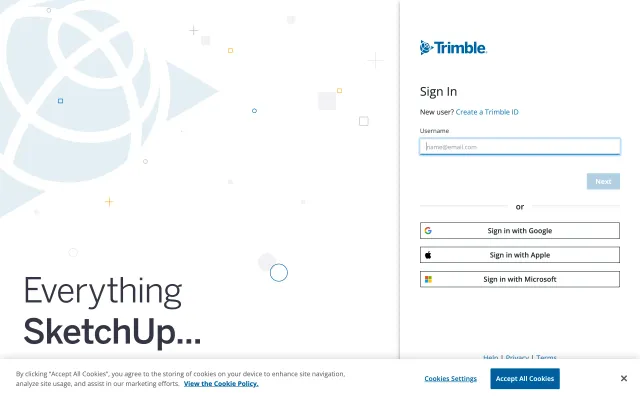 Trimble
Sign In
New user? Create a Trimble ID
Username
name@email.com
Next
or
Sign in with Google
Sign in with Apple
Sign in with Microsoft
Everything
SketchUp...
Help | Privacy | Terms
By clicking "Accept All Cookies", you agree to the storing of cookies on your device to enhance site navigation,
analyze site usage, and assist in our marketing efforts. View the Cookie Policy.
Cookies Settings
Accept All Cookies